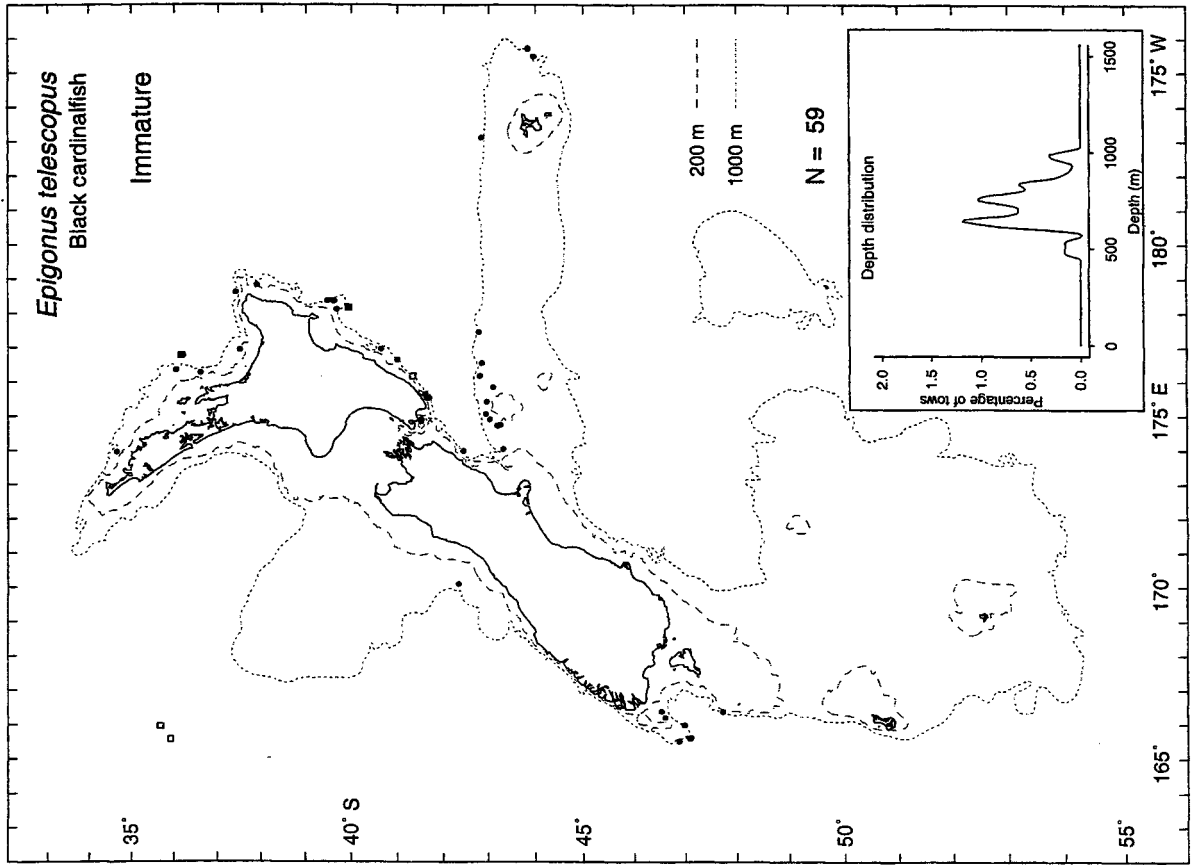 Epigonus telescopus
Black cardinalfish
Immature
200 m
1000 m
N = 59
35°
40° S
45°
50°
55°
165°
170°
175° E
180°
175° W
Depth distribution
Percentage of tows
2.0
1.5
1.0
0.5
0.0
0
500
1000
1500
Depth (m)